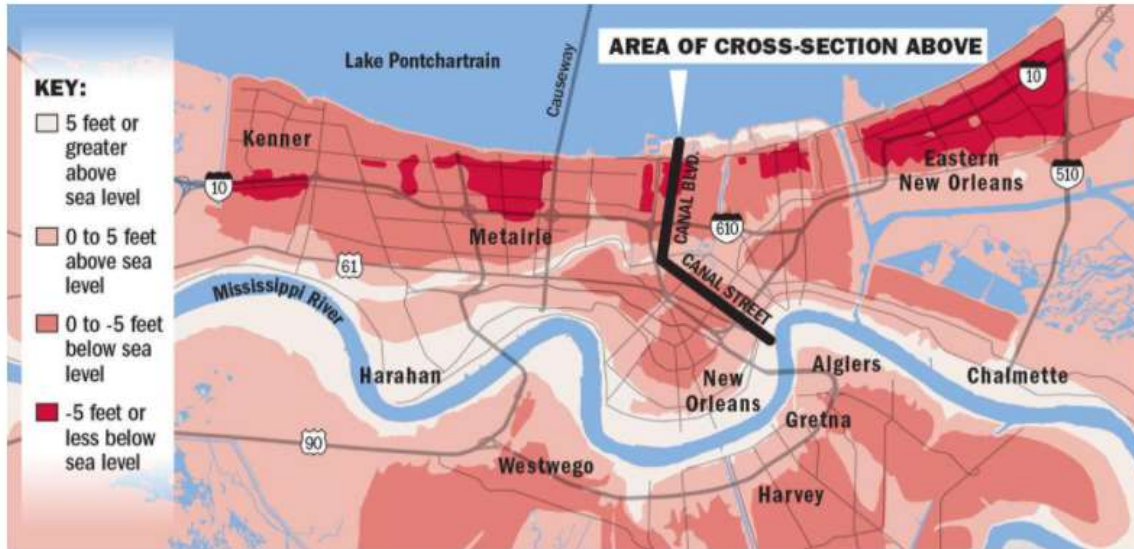 AREA OF CROSS-SECTION ABOVE
Lake Pontchartrain
Causeway
KEY:
5 feet or
greater
above
sea level
0 to 5 feet
above sea
level
0 to -5 feet
below sea
level
-5 feet or
less below
sea level
Kenner
10
10
Eastern
New Orleans
510
CANAL BLVD.
610
Metairie
61
CANAL STREET
Mississippi River
Harahan
New
Orleans
Algiers
Chalmette
Gretna
90
Westwego
Harvey